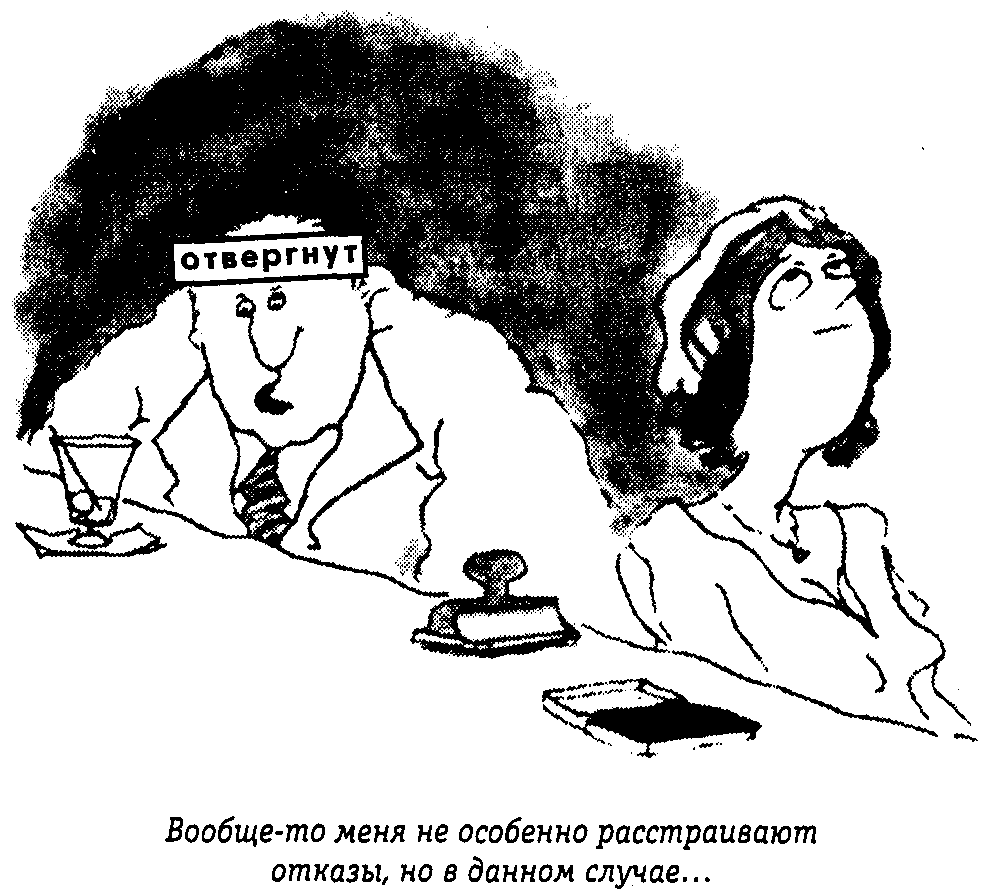 отвергнут
Вообще-то меня не особенно расстраивают
отказы, но в данном случае...